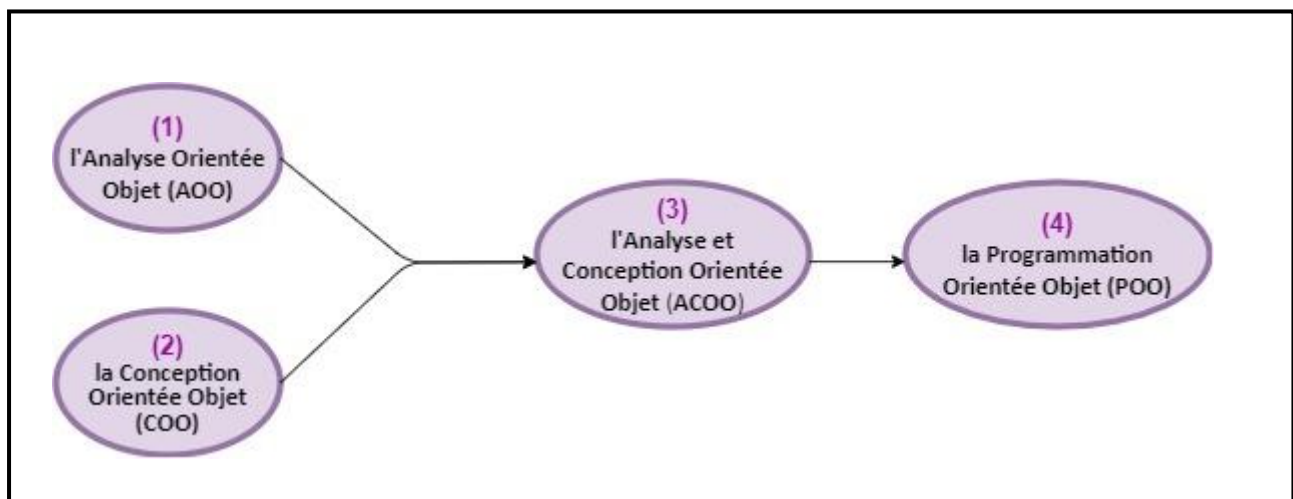 (1)
l'Analyse Orientée
Objet (AOO)
(2)
la Conception
Orientée Objet
(COO)
(3)
l'Analyse et
Conception Orientée
Objet (ACOO)
(4)
la Programmation
Orientée Objet (POO)